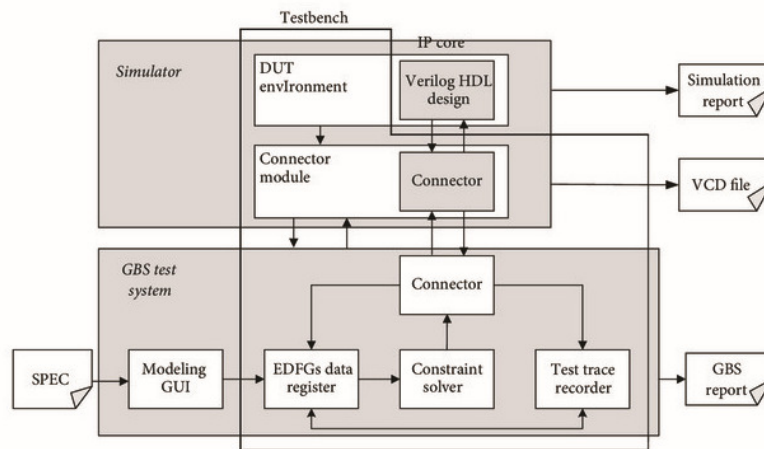 Testbench
IP core
Simulator
DUT
envIronment
Verilog HDL
design
Simulation
report
Connector
module
Connector
VCD file
GBS test
system
Connector
SPEC
Modeling
GUI
EDFGs data
register
Constraint
solver
Test trace
recorder
GBS
report